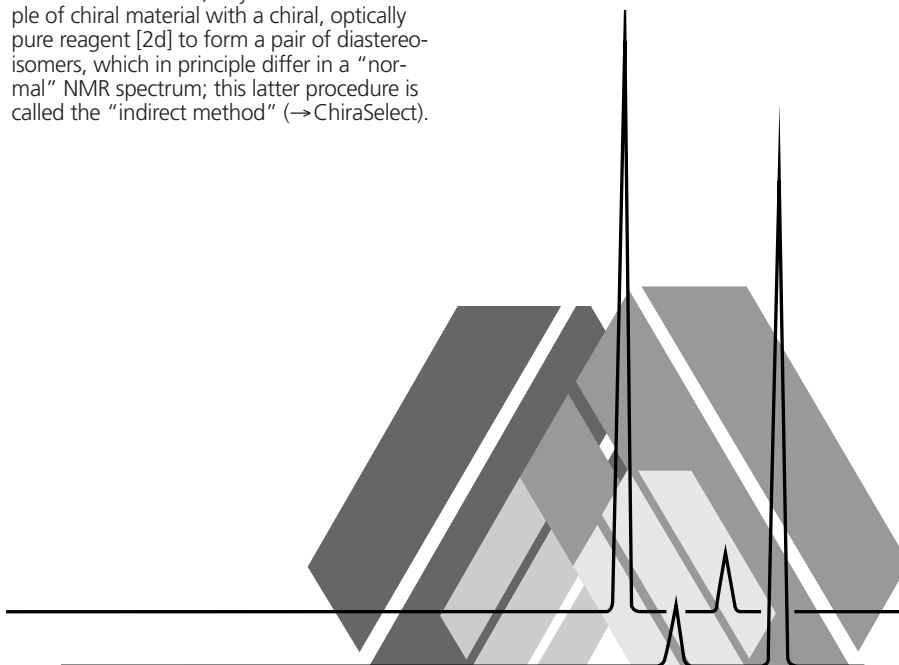 ple of chiral material with a chiral, optically
pure reagent [2d] to form a pair of diastereo-
isomers, which in principle differ in a “nor-
mal” NMR spectrum; this latter procedure is
called the “indirect method” (→ChiraSelect).